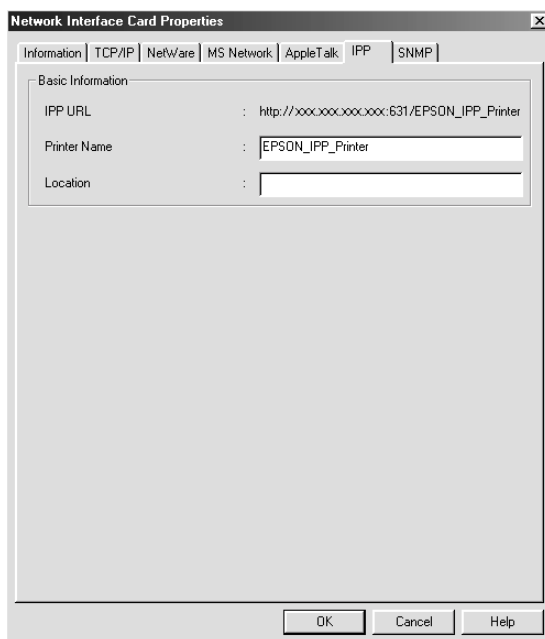 Network Interface Card Properties
Information TCP/IP NetWare MS Network AppleTalk IPP SNMP
Basic Information
IPP URL : http://xxx.xxx.xxx.xxx:631/EPSON_IPP_Printer
Printer Name : EPSON_IPP_Printer
Location :
OK Cancel Help